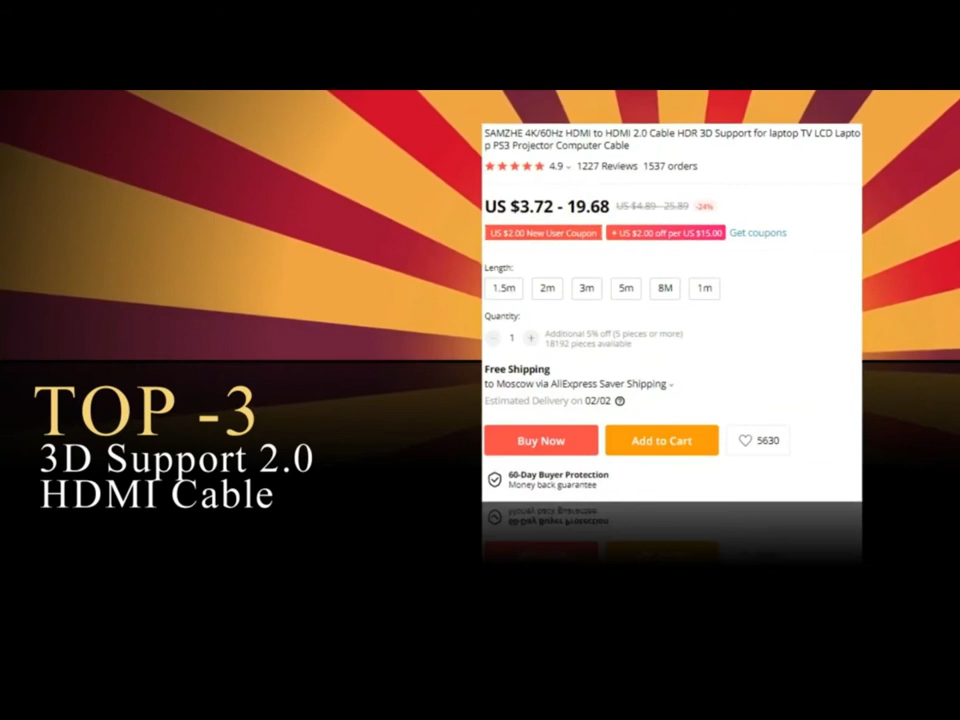 SAMZHE 4K/60Hz HDMI to HDMI 2.0 Cable HDR 3D Support for laptop TV LCD Lapto
p PS3 Projector Computer Cable
4.9 1227 Reviews 1537 orders
US $3.72 - 19.68 US $4.89 - 25.89 -24%
US $2.00 New User Coupon + US $2.00 off per US $15.00 Get coupons
Length:
1.5m 2m 3m 5m 8M 1m
Quantity:
- 1 + Additional 5% off (5 pieces or more)
18192 pieces available
Free Shipping
to Moscow via AliExpress Saver Shipping
Estimated Delivery on 02/02 ?
Buy Now Add to Cart 5630
60-Day Buyer Protection
Money back guarantee
TOP -3
3D Support 2.0
HDMI Cable